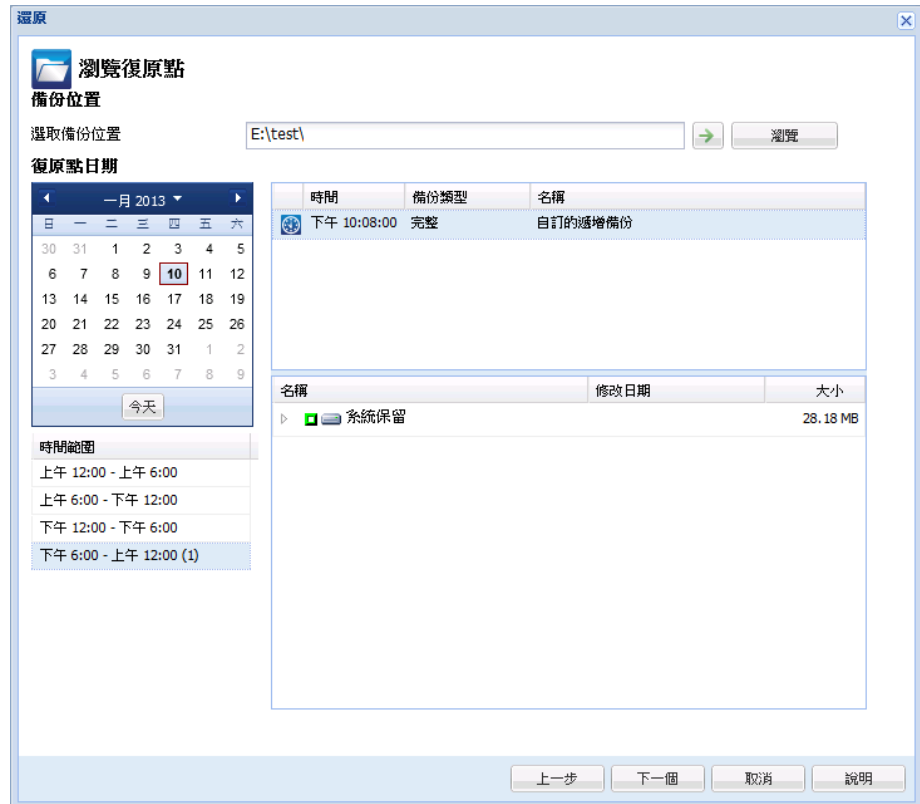 還原
瀏覽復原點
備份位置
選取備份位置 E:\test\ 瀏覽
復原點日期
一月 2013
日 一 二 三 四 五 六
30 31 1 2 3 4 5
6 7 8 9 10 11 12
13 14 15 16 17 18 19
20 21 22 23 24 25 26
27 28 29 30 31 1 2
3 4 5 6 7 8 9
今天
時間範圍
上午 12:00 - 上午 6:00
上午 6:00 - 下午 12:00
下午 12:00 - 下午 6:00
下午 6:00 - 上午 12:00 (1)
時間 備份類型 名稱
下午 10:08:00 完整 自訂的遞增備份
名稱 修改日期 大小
系統保留 28.18 MB
上一步 下一個 取消 說明